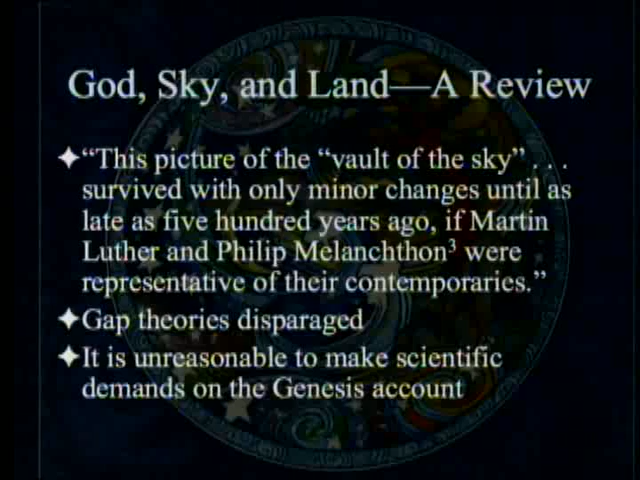 God, Sky, and Land—A Review
✦“This picture of the “vault of the sky” . . .
survived with only minor changes until as
late as five hundred years ago, if Martin
Luther and Philip Melanchthon³ were
representative of their contemporaries.”
✦Gap theories disparaged
✦It is unreasonable to make scientific
demands on the Genesis account